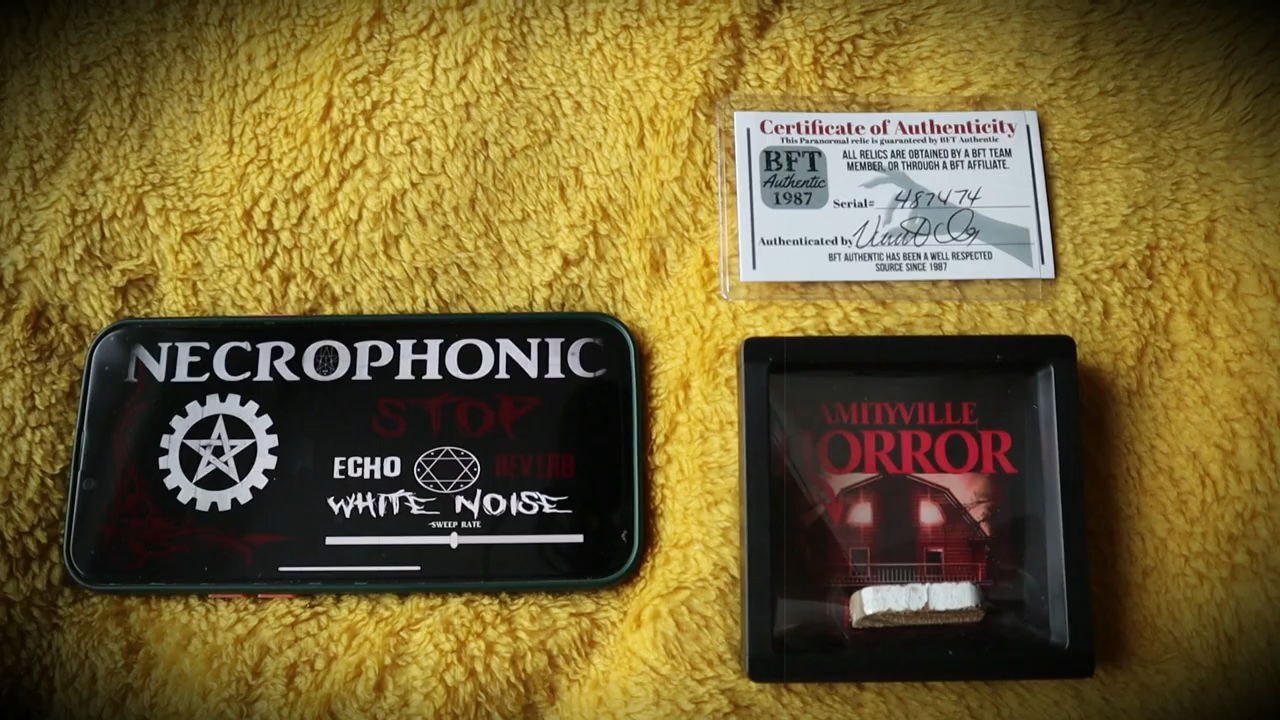 Certificate of Authenticity
This Paranormal relic is guaranteed by BFT Authentic
BFT
Authentic
1987
ALL RELICS ARE OBTAINED BY A BFT TEAM
MEMBER, OR THROUGH A BFT AFFILIATE.
Serial# 487474
Authenticated by
BFT AUTHENTIC HAS BEEN A WELL RESPECTED
SOURCE SINCE 1987
NECROPHONIC
STOP
ECHO REVERB
WHITE NOISE
SWEEP RATE
AMITYVILLE
HORROR